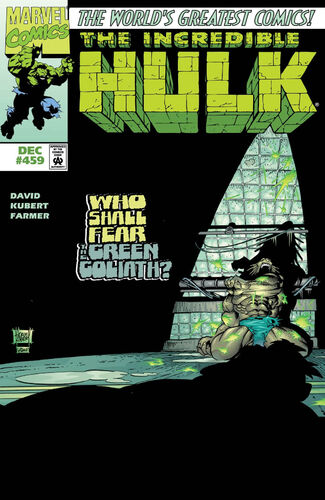 MARVEL
COMICS
THE WORLD'S GREATEST COMICS!
THE INCREDIBLE
HULK
DEC
#459
DAVID
KUBERT
FARMER
WHO
SHALL
FEAR
THE
GREEN
GOLIATH?